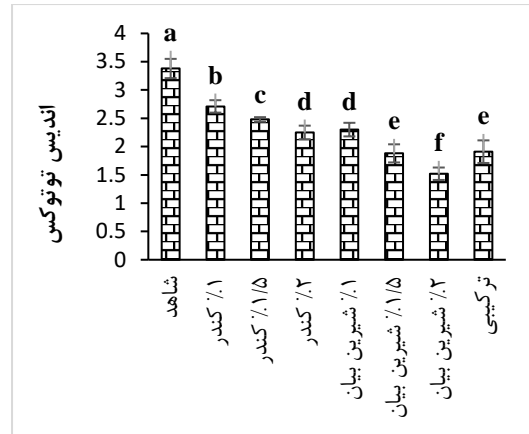 اندیس توتوکس
4
3.5
3
2.5
2
1.5
1
0.5
0
a
b
c
d
d
e
f
e
شاهد
۱٪ کندر
۱/۵٪ کندر
۲٪ کندر
۱٪ شیرین بیان
۱/۵٪ شیرین بیان
۲٪ شیرین بیان
ترکیبی